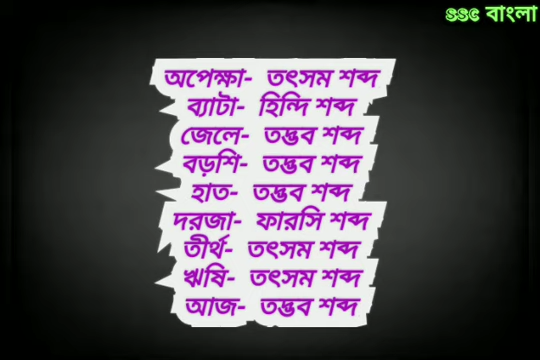 ssc বাংলা
অপেক্ষা- তৎসম শব্দ
ব্যাটা- হিন্দি শব্দ
জেলে- তদ্ভব শব্দ
বড়শি- তদ্ভব শব্দ
হাত- তদ্ভব শব্দ
দরজা- ফারসি শব্দ
তীর্থ- তৎসম শব্দ
ঋষি- তৎসম শব্দ
আজ- তদ্ভব শব্দ